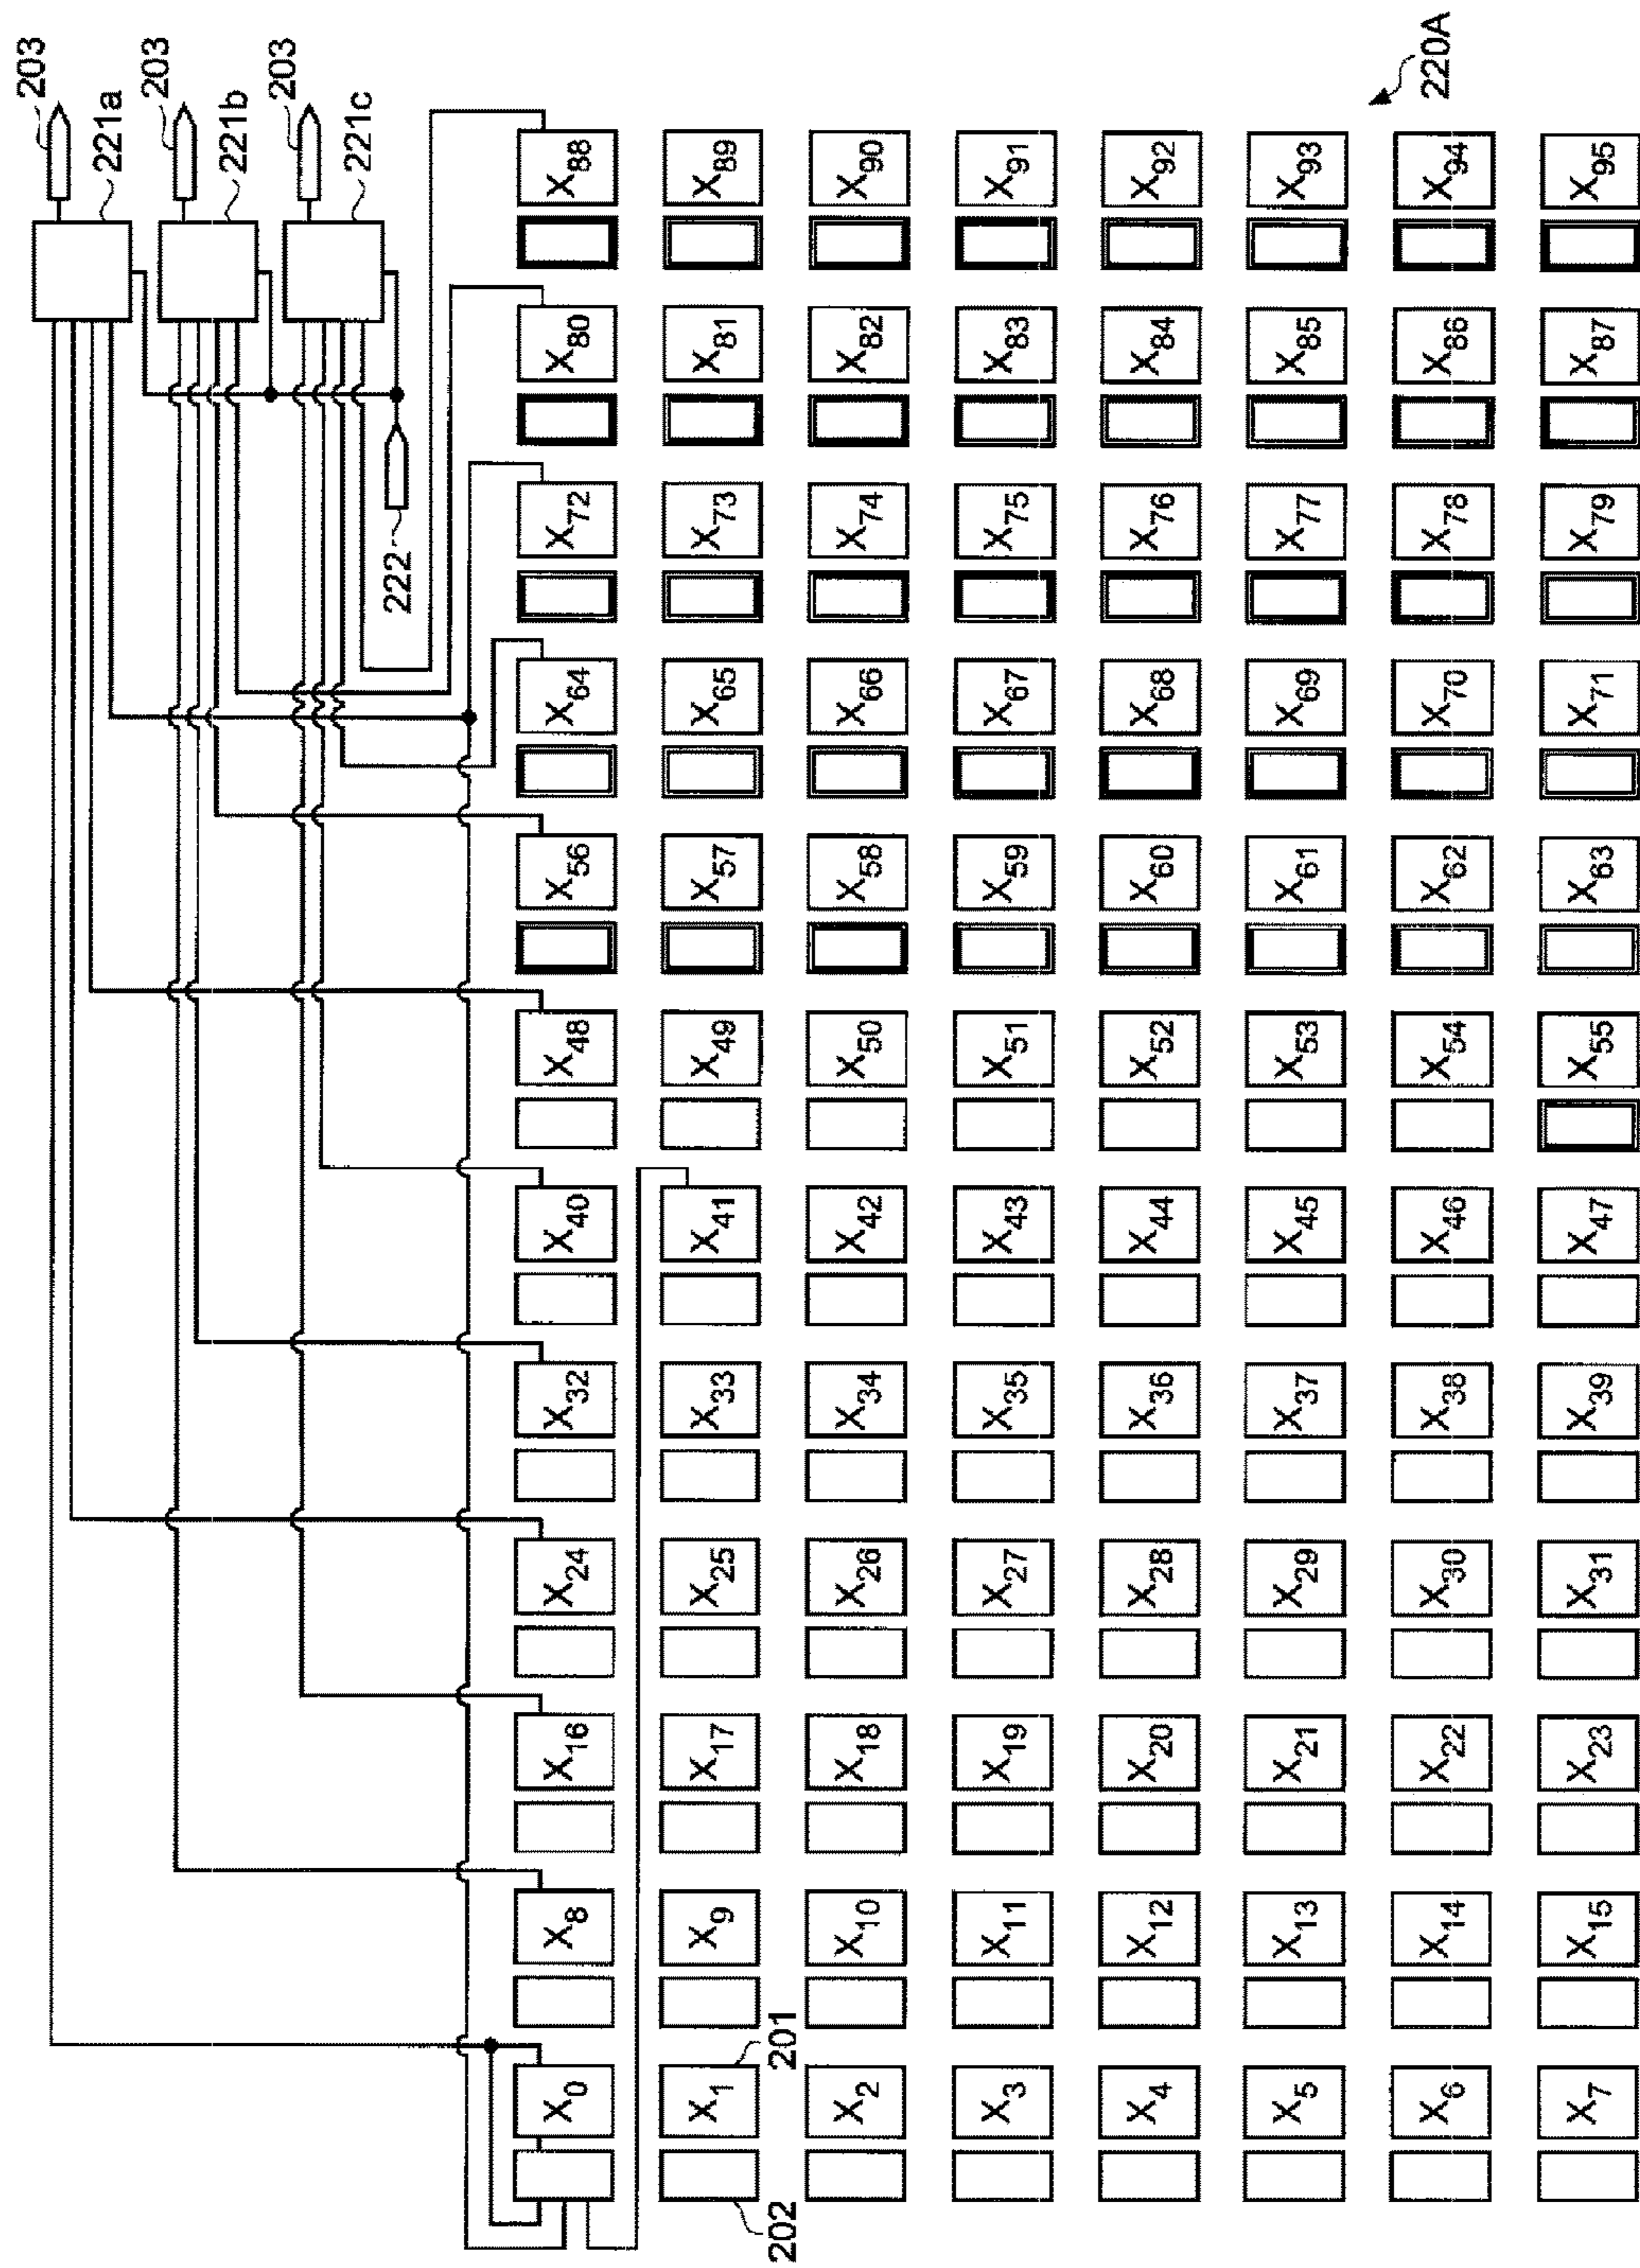 203
221a
203
221b
203
221c
222
X0 X8 X16 X24 X32 X40 X48 X56 X64 X72 X80 X88
X1 X9 X17 X25 X33 X41 X49 X57 X65 X73 X81 X89
202 201
X2 X10 X18 X26 X34 X42 X50 X58 X66 X74 X82 X90
X3 X11 X19 X27 X35 X43 X51 X59 X67 X75 X83 X91
X4 X12 X20 X28 X36 X44 X52 X60 X68 X76 X84 X92
X5 X13 X21 X29 X37 X45 X53 X61 X69 X77 X85 X93
X6 X14 X22 X30 X38 X46 X54 X62 X70 X78 X86 X94
220A
X7 X15 X23 X31 X39 X47 X55 X63 X71 X79 X87 X95